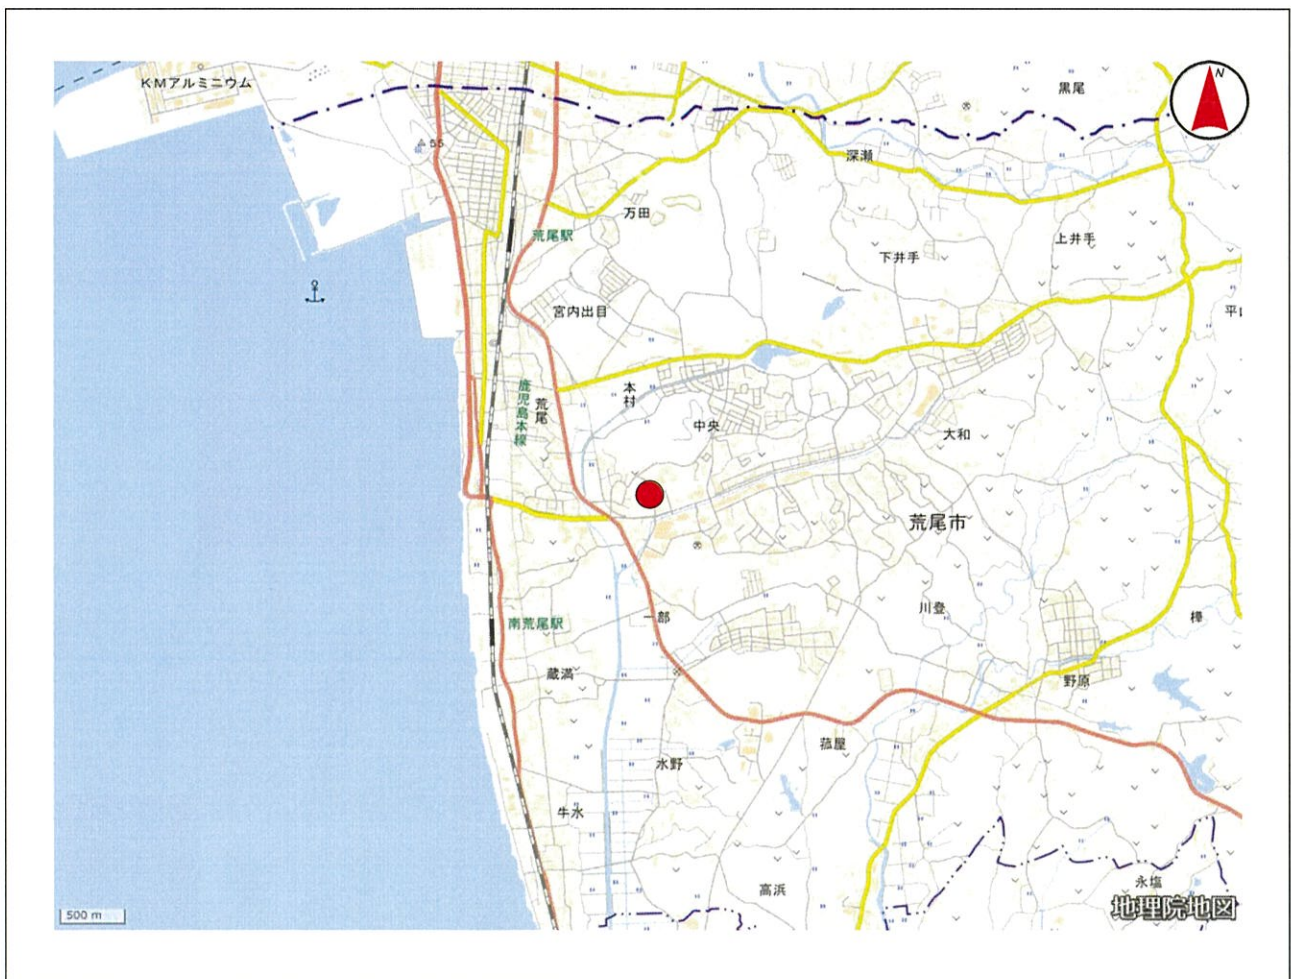 KMアルミニウム
N
黒尾
55
深瀬
万田
荒尾駅
上井手
下井手
宮内出目
鹿児島本線
荒尾
本村
中央
大和
荒尾市
川登
南荒尾駅
一部
樺
蔵満
野原
菰屋
水野
牛水
高浜
永塩
500 m
地理院地図